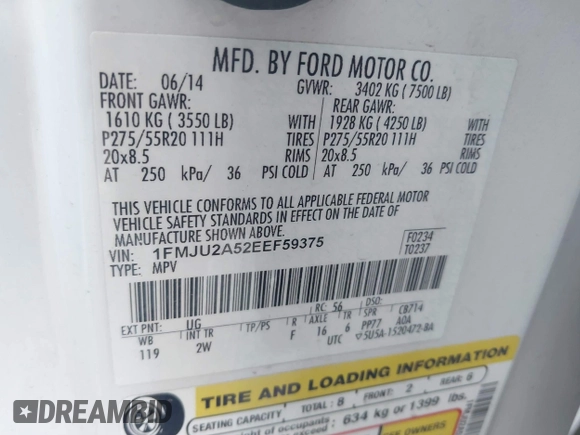 MFD. BY FORD MOTOR CO.
DATE: 06/14 GVWR: 3402 KG (7500 LB)
FRONT GAWR: REAR GAWR:
1610 KG (3550 LB) WITH 1928 KG (4250 LB) WITH
P275/55R20 111H TIRES P275/55R20 111H TIRES
20x8.5 RIMS 20x8.5 RIMS
AT 250 kPa/ 36 PSI COLD AT 250 kPa/ 36 PSI COLD
THIS VEHICLE CONFORMS TO ALL APPLICABLE FEDERAL MOTOR
VEHICLE SAFETY STANDARDS IN EFFECT ON THE DATE OF
MANUFACTURE SHOWN ABOVE.
VIN: 1FMJU2A52EEF59375 F0234
TYPE: MPV T0237
RC: 56 DSO:
EXT PNT: UG TP/PS R AXLE TR SPR CB714
WB INT TR F 16 6 PP77 AOA
119 2W UTC 5U5A-1520472-BA
TIRE AND LOADING INFORMATION
SEATING CAPACITY TOTAL: 8 FRONT: 2 REAR: 6
of occupants 634 kg or 1399 lbs.
DREAMBID